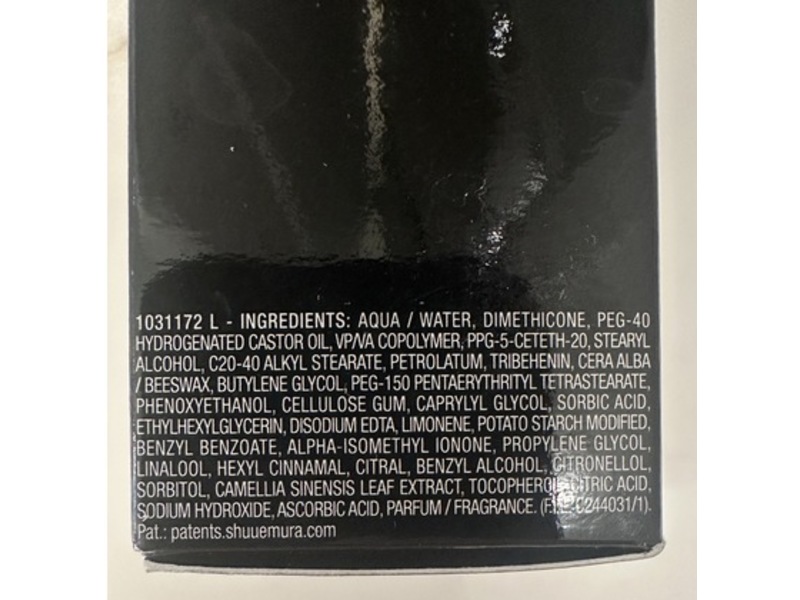 1031172 L - INGREDIENTS: AQUA / WATER, DIMETHICONE, PEG-40
HYDROGENATED CASTOR OIL, VP/VA COPOLYMER, PPG-5-CETETH-20, STEARYL
ALCOHOL, C20-40 ALKYL STEARATE, PETROLATUM, TRIBEHENIN, CERA ALBA
/ BEESWAX, BUTYLENE GLYCOL, PEG-150 PENTAERYTHRITYL TETRASTEARATE,
PHENOXYETHANOL, CELLULOSE GUM, CAPRYLYL GLYCOL, SORBIC ACID,
ETHYLHEXYLGLYCERIN, DISODIUM EDTA, LIMONENE, POTATO STARCH MODIFIED,
BENZYL BENZOATE, ALPHA-ISOMETHYL IONONE, PROPYLENE GLYCOL,
LINALOOL, HEXYL CINNAMAL, CITRAL, BENZYL ALCOHOL, CITRONELLOL,
SORBITOL, CAMELLIA SINENSIS LEAF EXTRACT, TOCOPHEROL, CITRIC ACID,
SODIUM HYDROXIDE, ASCORBIC ACID, PARFUM / FRAGRANCE.
Pat.: patents.shuuemura.com